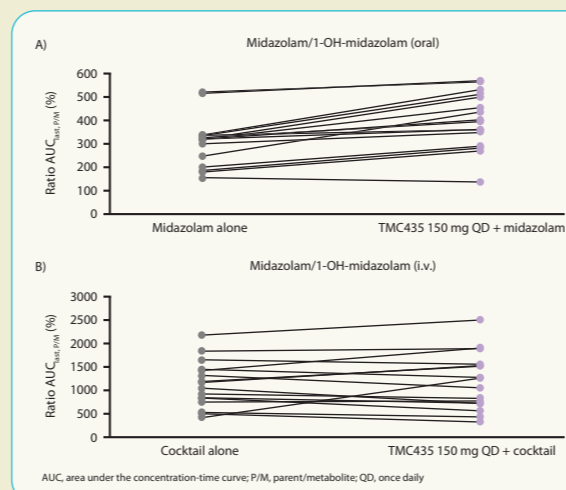 A)
Midazolam/1-OH-midazolam (oral)
Ratio AUClast, P/M (%)
600
500
400
300
200
100
0
Midazolam alone
TMC435 150 mg QD + midazolam
B)
Midazolam/1-OH-midazolam (i.v.)
Ratio AUClast, P/M (%)
3000
2500
2000
1500
1000
500
0
Cocktail alone
TMC435 150 mg QD + cocktail
AUC, area under the concentration-time curve; P/M, parent/metabolite; QD, once daily